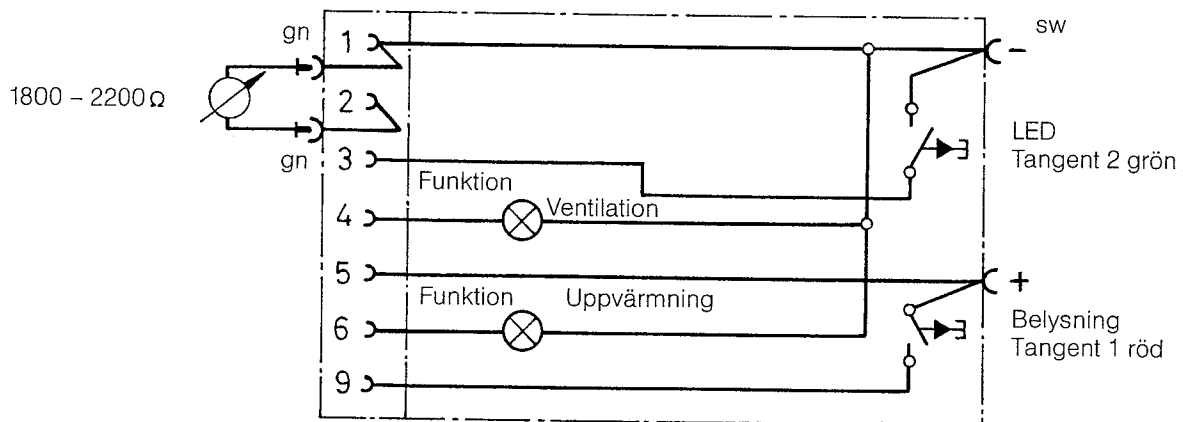 gn
1
sw
−
1800 – 2200 Ω
2
LED
Tangent 2 grön
gn
3
Funktion
4
Ventilation
5
+
Funktion Uppvärmning
6
Belysning
Tangent 1 röd
9